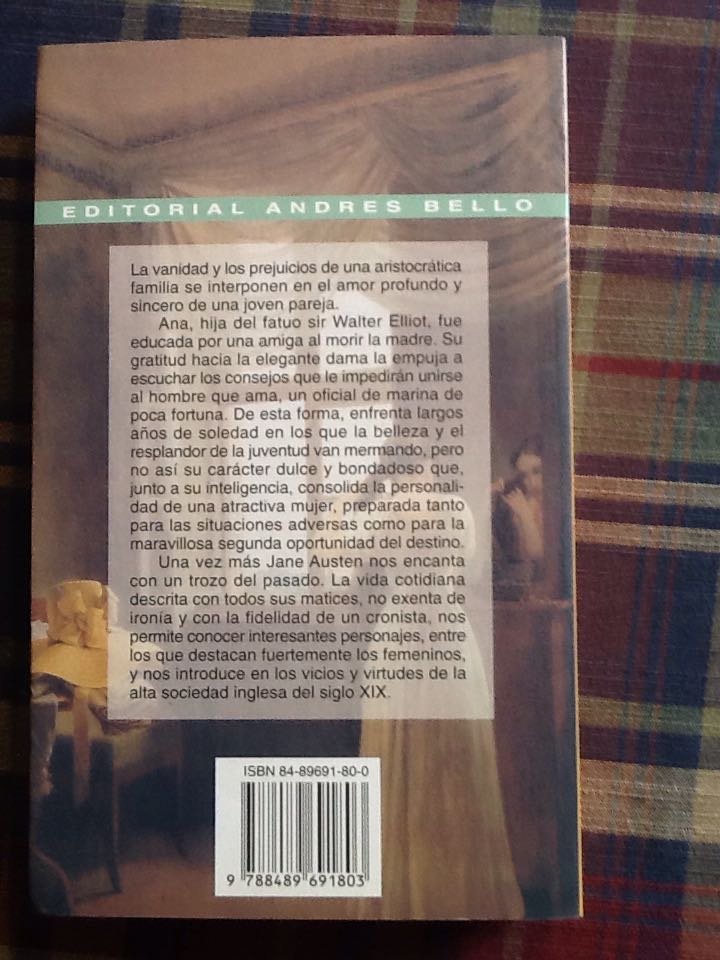 EDITORIAL ANDRES BELLO
La vanidad y los prejuicios de una aristocrática
familia se interponen en el amor profundo y
sincero de una joven pareja.
Ana, hija del fatuo sir Walter Elliot, fue
educada por una amiga al morir la madre. Su
gratitud hacia la elegante dama la empuja a
escuchar los consejos que le impedirán unirse
al hombre que ama, un oficial de marina de
poca fortuna. De esta forma, enfrenta largos
años de soledad en los que la belleza y el
resplandor de la juventud van mermando, pero
no así su carácter dulce y bondadoso que,
junto a su inteligencia, consolida la personali-
dad de una atractiva mujer, preparada tanto
para las situaciones adversas como para la
maravillosa segunda oportunidad del destino.
Una vez más Jane Austen nos encanta
con un trozo del pasado. La vida cotidiana
descrita con todos sus matices, no exenta de
ironía y con la fidelidad de un cronista, nos
permite conocer interesantes personajes, entre
los que destacan fuertemente los femeninos,
y nos introduce en los vicios y virtudes de la
alta sociedad inglesa del siglo XIX.
ISBN 84-89691-80-0
9 788489 691803